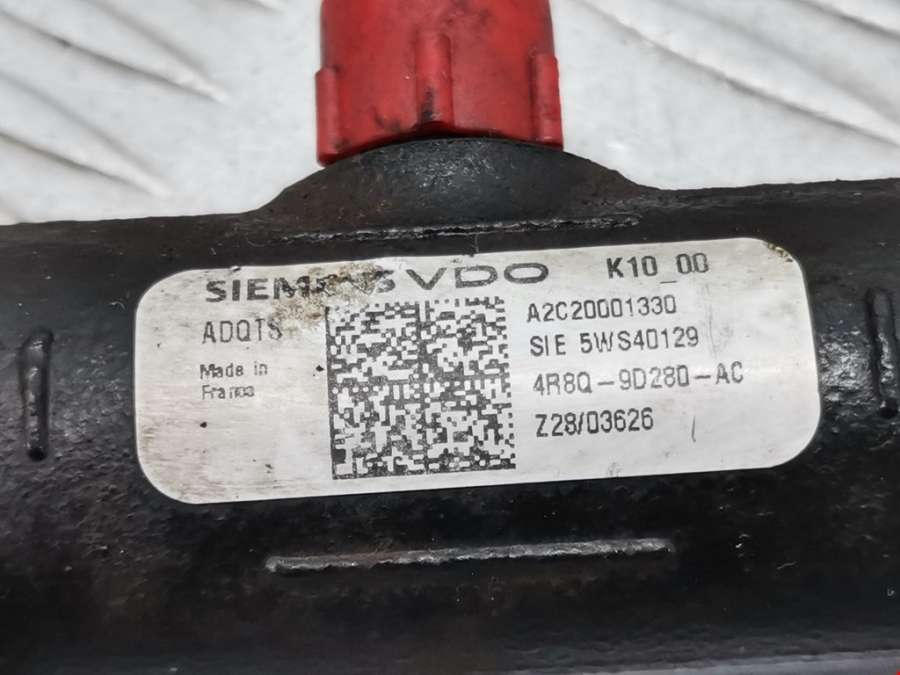 SIEMENS VDO K10_00
ADQTS
Made in
France
A2C20001330
SIE 5WS40129
4R8Q-9D280-AC
Z28/03626